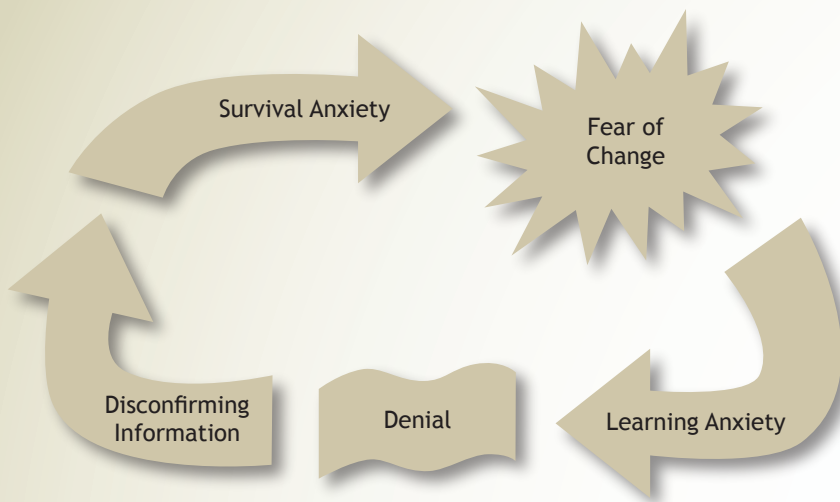 Survival Anxiety
Fear of
Change
Learning Anxiety
Denial
Disconfirming
Information